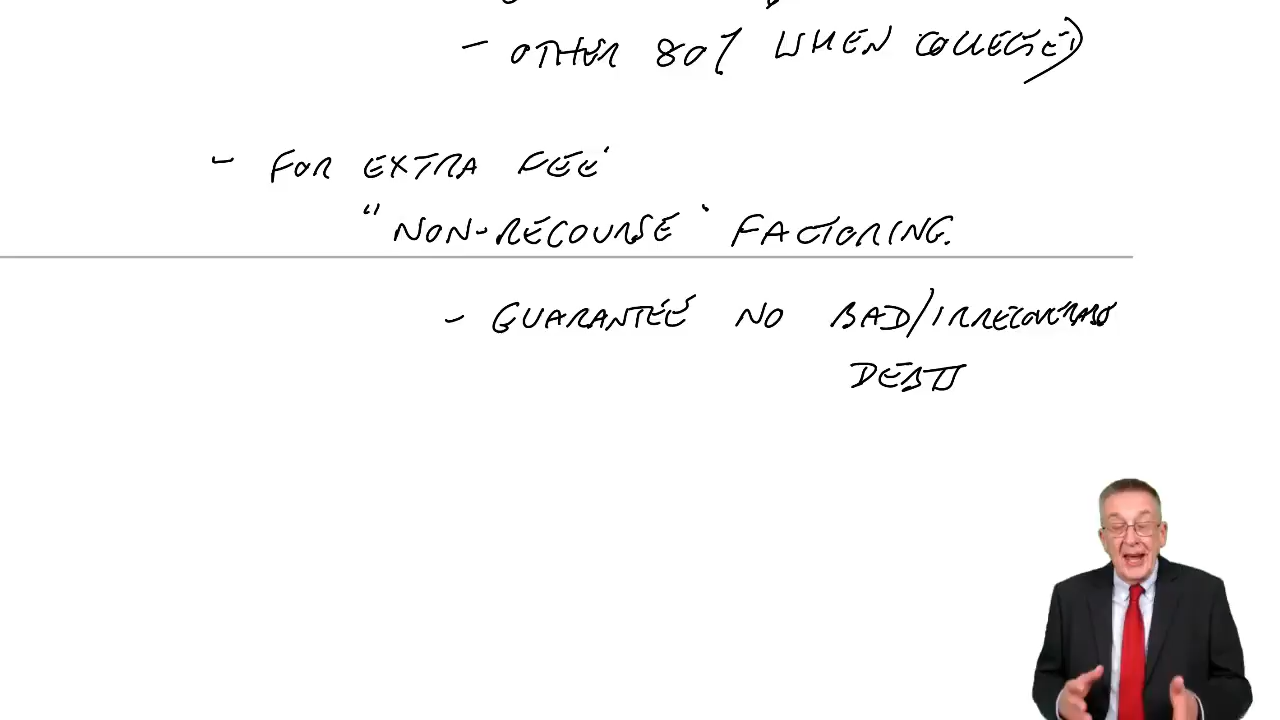 - OTHER 80% WHEN COLLECTED)
- FOR EXTRA FEE
"NON-RECOURSE" FACTORING.
- GUARANTEE NO BAD/IRRECOVERABLE
DEBTS